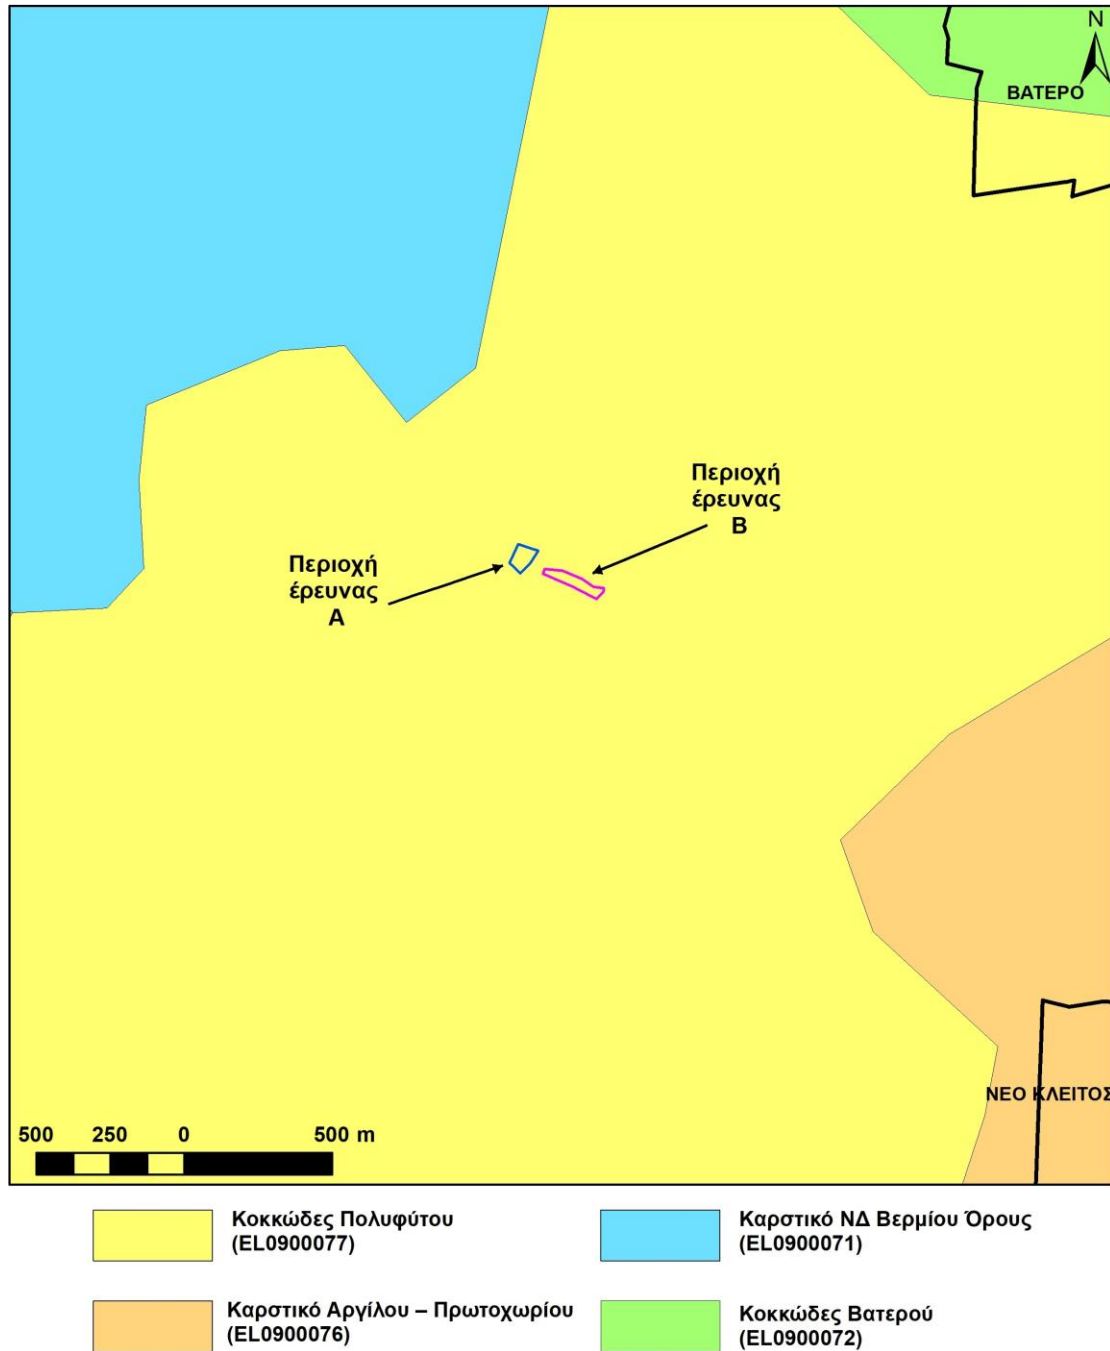 N
ΒΑΤΕΡΟ
Περιοχή
έρευνας
Β
Περιοχή
έρευνας
Α
ΝΕΟ ΚΛΕΙΤΟΣ
500 250 0 500 m
Κοκκώδες Πολυφύτου
(EL0900077)
Καρστικό ΝΔ Βερμίου Όρους
(EL0900071)
Καρστικό Αργίλου – Πρωτοχωρίου
(EL0900076)
Κοκκώδες Βατερού
(EL0900072)